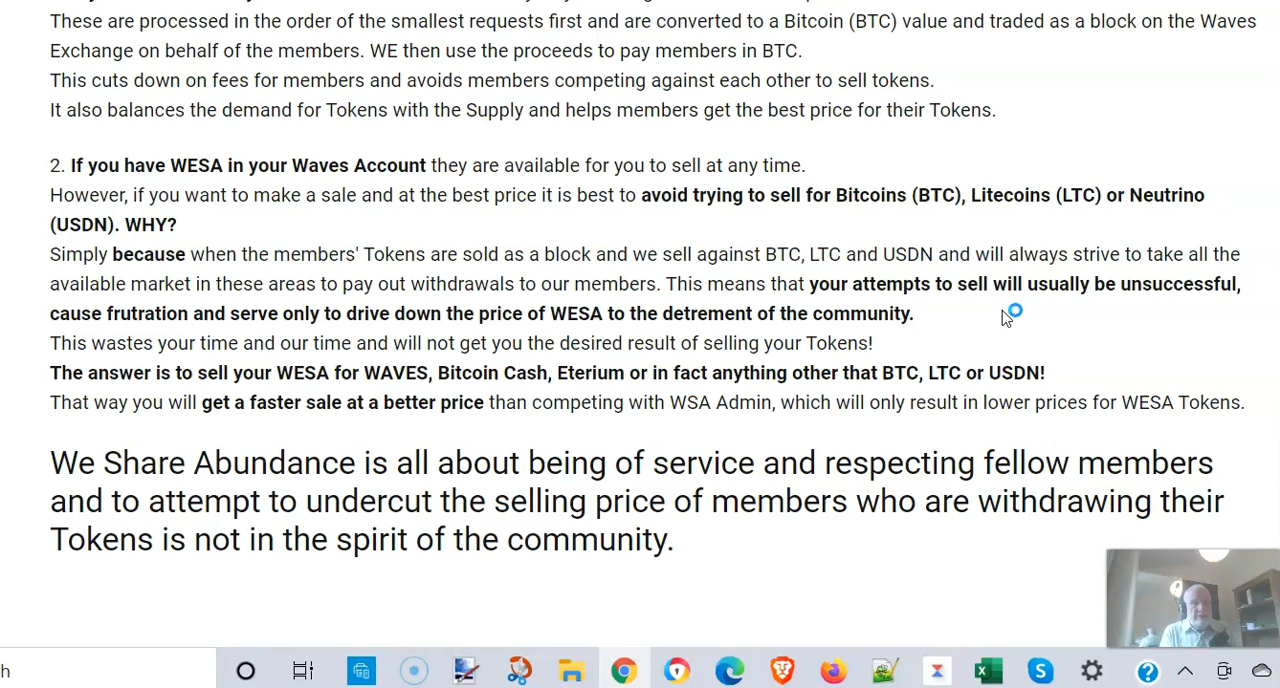 These are processed in the order of the smallest requests first and are converted to a Bitcoin (BTC) value and traded as a block on the Waves
Exchange on behalf of the members. WE then use the proceeds to pay members in BTC.
This cuts down on fees for members and avoids members competing against each other to sell tokens.
It also balances the demand for Tokens with the Supply and helps members get the best price for their Tokens.
2. If you have WESA in your Waves Account they are available for you to sell at any time.
However, if you want to make a sale and at the best price it is best to avoid trying to sell for Bitcoins (BTC), Litecoins (LTC) or Neutrino
(USDN). WHY?
Simply because when the members' Tokens are sold as a block and we sell against BTC, LTC and USDN and will always strive to take all the
available market in these areas to pay out withdrawals to our members. This means that your attempts to sell will usually be unsuccessful,
cause frutration and serve only to drive down the price of WESA to the detrement of the community.
This wastes your time and our time and will not get you the desired result of selling your Tokens!
The answer is to sell your WESA for WAVES, Bitcoin Cash, Eterium or in fact anything other that BTC, LTC or USDN!
That way you will get a faster sale at a better price than competing with WSA Admin, which will only result in lower prices for WESA Tokens.
We Share Abundance is all about being of service and respecting fellow members
and to attempt to undercut the selling price of members who are withdrawing their
Tokens is not in the spirit of the community.
h